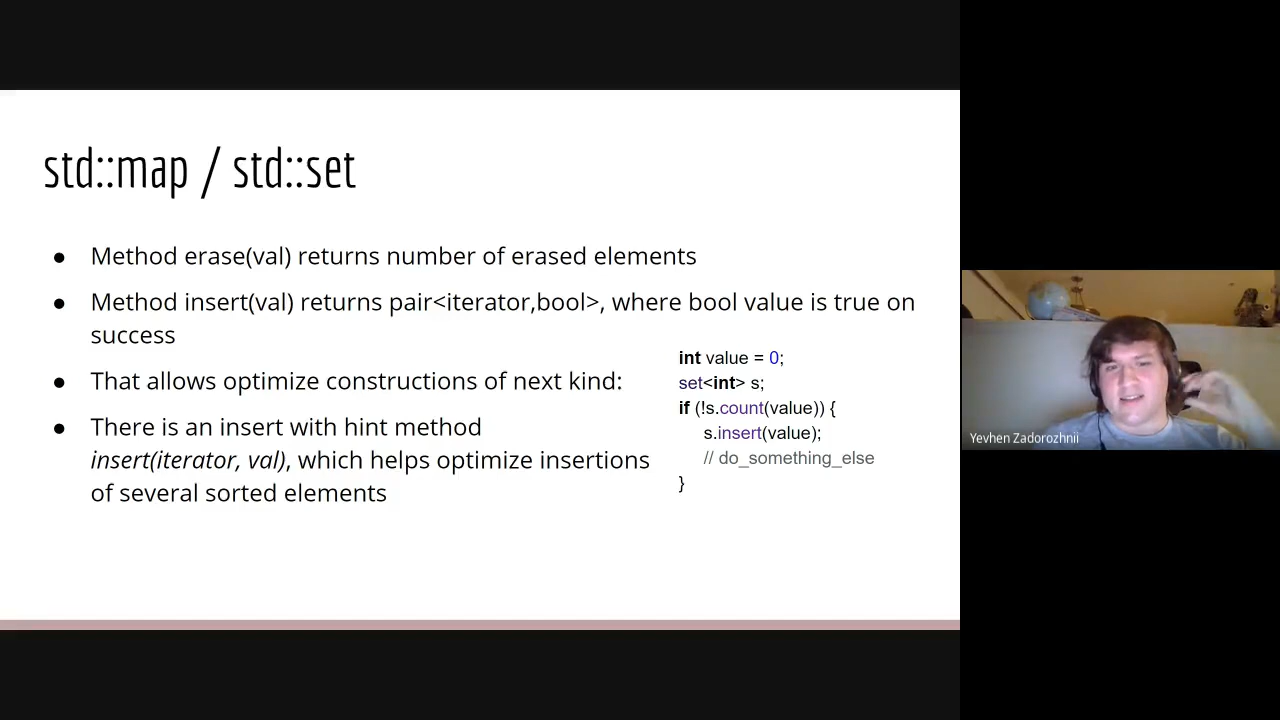 std::map / std::set
● Method erase(val) returns number of erased elements
● Method insert(val) returns pair<iterator,bool>, where bool value is true on
success
● That allows optimize constructions of next kind:
● There is an insert with hint method
insert(iterator, val), which helps optimize insertions
of several sorted elements
int value = 0;
set<int> s;
if (!s.count(value)) {
s.insert(value);
// do_something_else
}
Yevhen Zadorozhnii